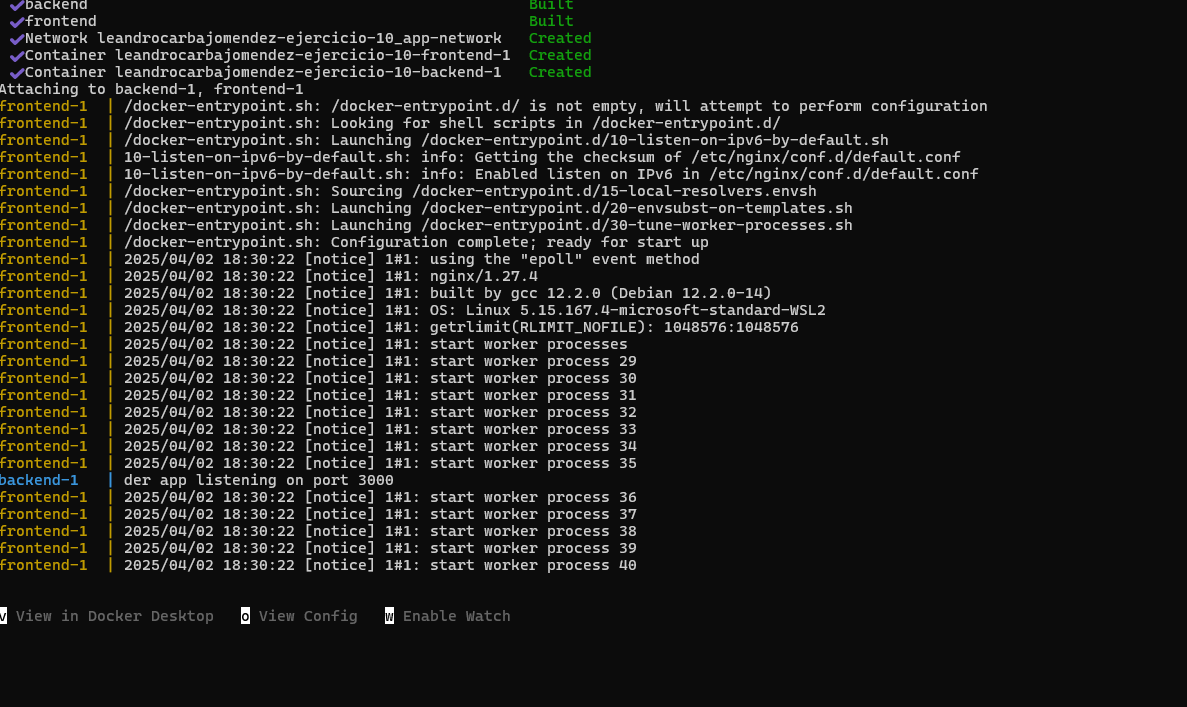 ✔backend Built
✔frontend Built
✔Network leandrocarbajomendez-ejercicio-10_app-network Created
✔Container leandrocarbajomendez-ejercicio-10-frontend-1 Created
✔Container leandrocarbajomendez-ejercicio-10-backend-1 Created
Attaching to backend-1, frontend-1
frontend-1 | /docker-entrypoint.sh: /docker-entrypoint.d/ is not empty, will attempt to perform configuration
frontend-1 | /docker-entrypoint.sh: Looking for shell scripts in /docker-entrypoint.d/
frontend-1 | /docker-entrypoint.sh: Launching /docker-entrypoint.d/10-listen-on-ipv6-by-default.sh
frontend-1 | 10-listen-on-ipv6-by-default.sh: info: Getting the checksum of /etc/nginx/conf.d/default.conf
frontend-1 | 10-listen-on-ipv6-by-default.sh: info: Enabled listen on IPv6 in /etc/nginx/conf.d/default.conf
frontend-1 | /docker-entrypoint.sh: Sourcing /docker-entrypoint.d/15-local-resolvers.envsh
frontend-1 | /docker-entrypoint.sh: Launching /docker-entrypoint.d/20-envsubst-on-templates.sh
frontend-1 | /docker-entrypoint.sh: Launching /docker-entrypoint.d/30-tune-worker-processes.sh
frontend-1 | /docker-entrypoint.sh: Configuration complete; ready for start up
frontend-1 | 2025/04/02 18:30:22 [notice] 1#1: using the "epoll" event method
frontend-1 | 2025/04/02 18:30:22 [notice] 1#1: nginx/1.27.4
frontend-1 | 2025/04/02 18:30:22 [notice] 1#1: built by gcc 12.2.0 (Debian 12.2.0-14)
frontend-1 | 2025/04/02 18:30:22 [notice] 1#1: OS: Linux 5.15.167.4-microsoft-standard-WSL2
frontend-1 | 2025/04/02 18:30:22 [notice] 1#1: getrlimit(RLIMIT_NOFILE): 1048576:1048576
frontend-1 | 2025/04/02 18:30:22 [notice] 1#1: start worker processes
frontend-1 | 2025/04/02 18:30:22 [notice] 1#1: start worker process 29
frontend-1 | 2025/04/02 18:30:22 [notice] 1#1: start worker process 30
frontend-1 | 2025/04/02 18:30:22 [notice] 1#1: start worker process 31
frontend-1 | 2025/04/02 18:30:22 [notice] 1#1: start worker process 32
frontend-1 | 2025/04/02 18:30:22 [notice] 1#1: start worker process 33
frontend-1 | 2025/04/02 18:30:22 [notice] 1#1: start worker process 34
frontend-1 | 2025/04/02 18:30:22 [notice] 1#1: start worker process 35
backend-1 | der app listening on port 3000
frontend-1 | 2025/04/02 18:30:22 [notice] 1#1: start worker process 36
frontend-1 | 2025/04/02 18:30:22 [notice] 1#1: start worker process 37
frontend-1 | 2025/04/02 18:30:22 [notice] 1#1: start worker process 38
frontend-1 | 2025/04/02 18:30:22 [notice] 1#1: start worker process 39
frontend-1 | 2025/04/02 18:30:22 [notice] 1#1: start worker process 40
v View in Docker Desktop o View Config w Enable Watch